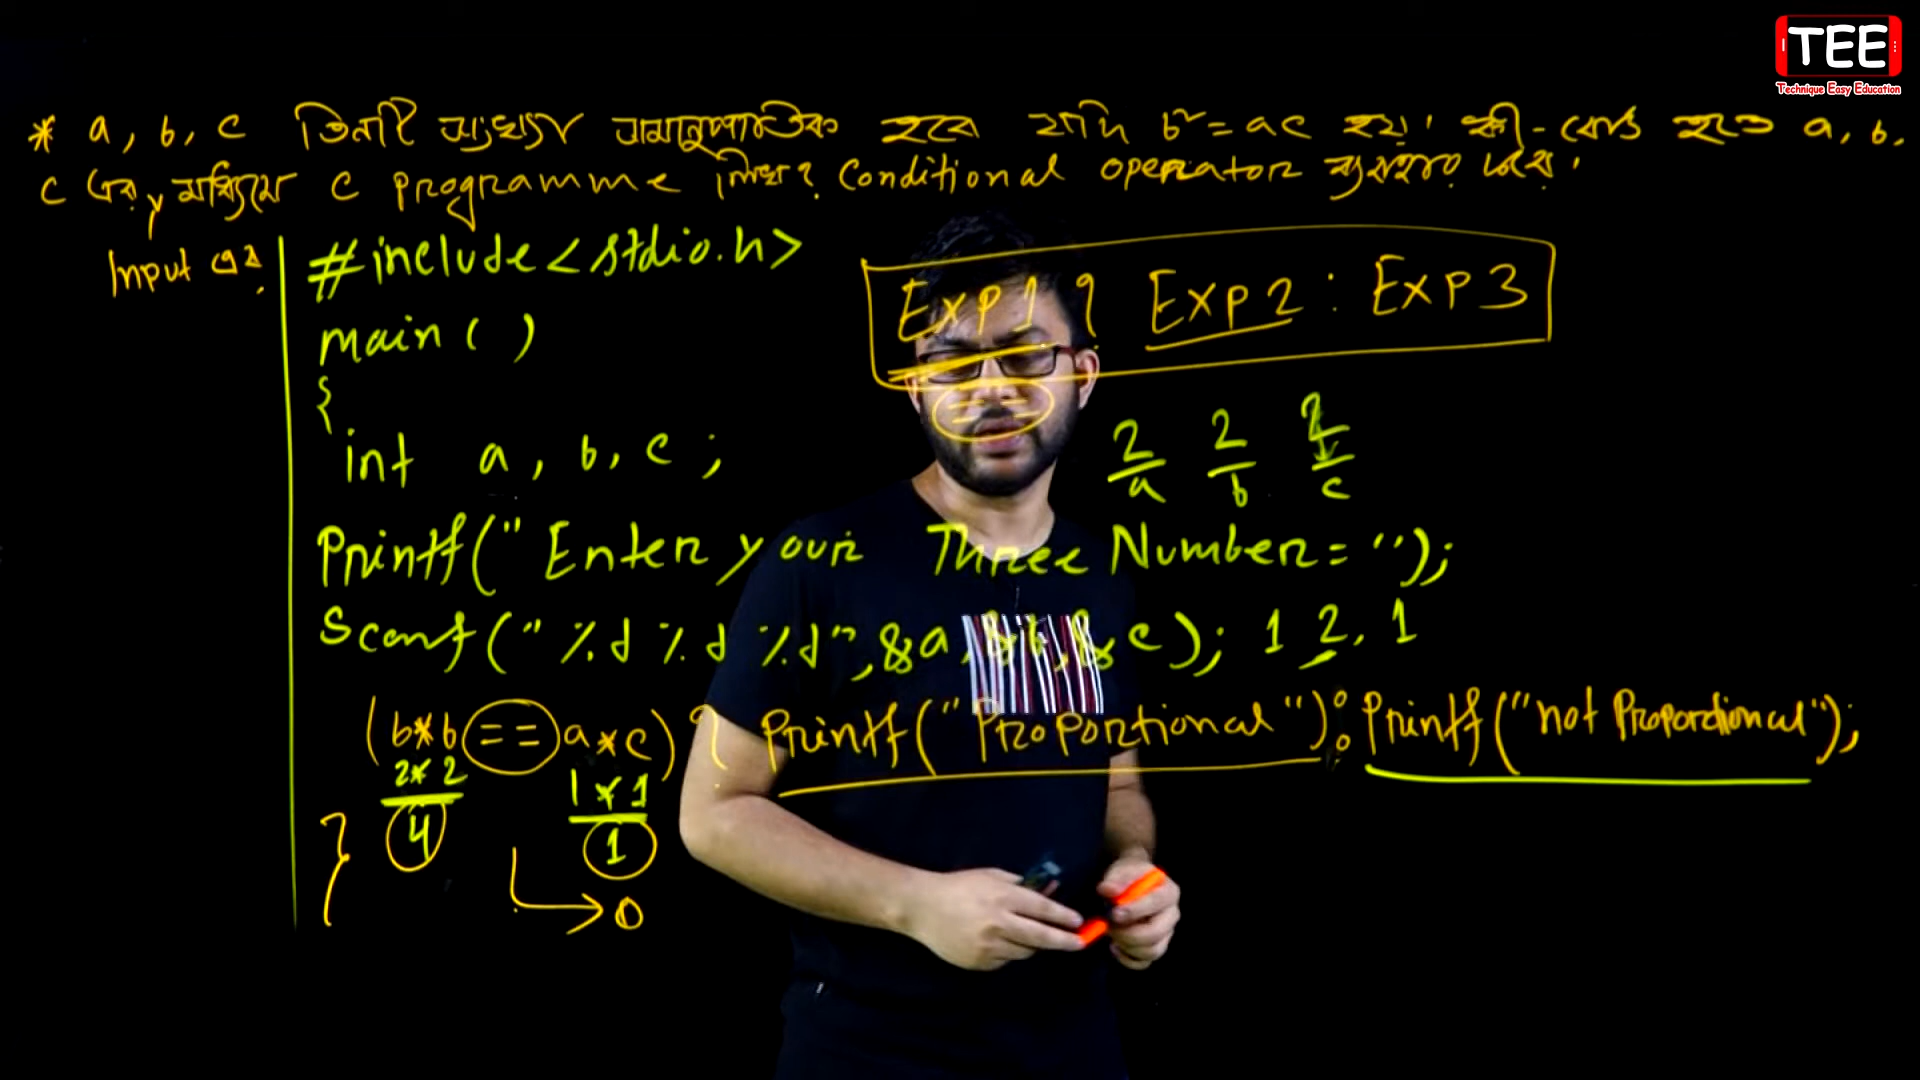 TEE
Technique Easy Education
* a, b, c তিনটি সংখ্যার সমানুপাতিক হবে যদি b² = ac হয়। কী-বোর্ড হতে a, b,
c এর, মাধ্যমে c programme লিখ? Conditional operator ব্যবহার করে।
Input এর
#include<stdio.h>
main ( )
Exp1 ? Exp2 : Exp3
{
==
int a, b, c ;
2/a 2/b
Printf(" Enter your Three Number= ");
Scanf(" %d %d %d", &a, &b, &c); 1 2, 1
(b*b == a*c) ? Printf("Proportional") : Printf("not Proportional");
2*2 1*1
4 1
}
0